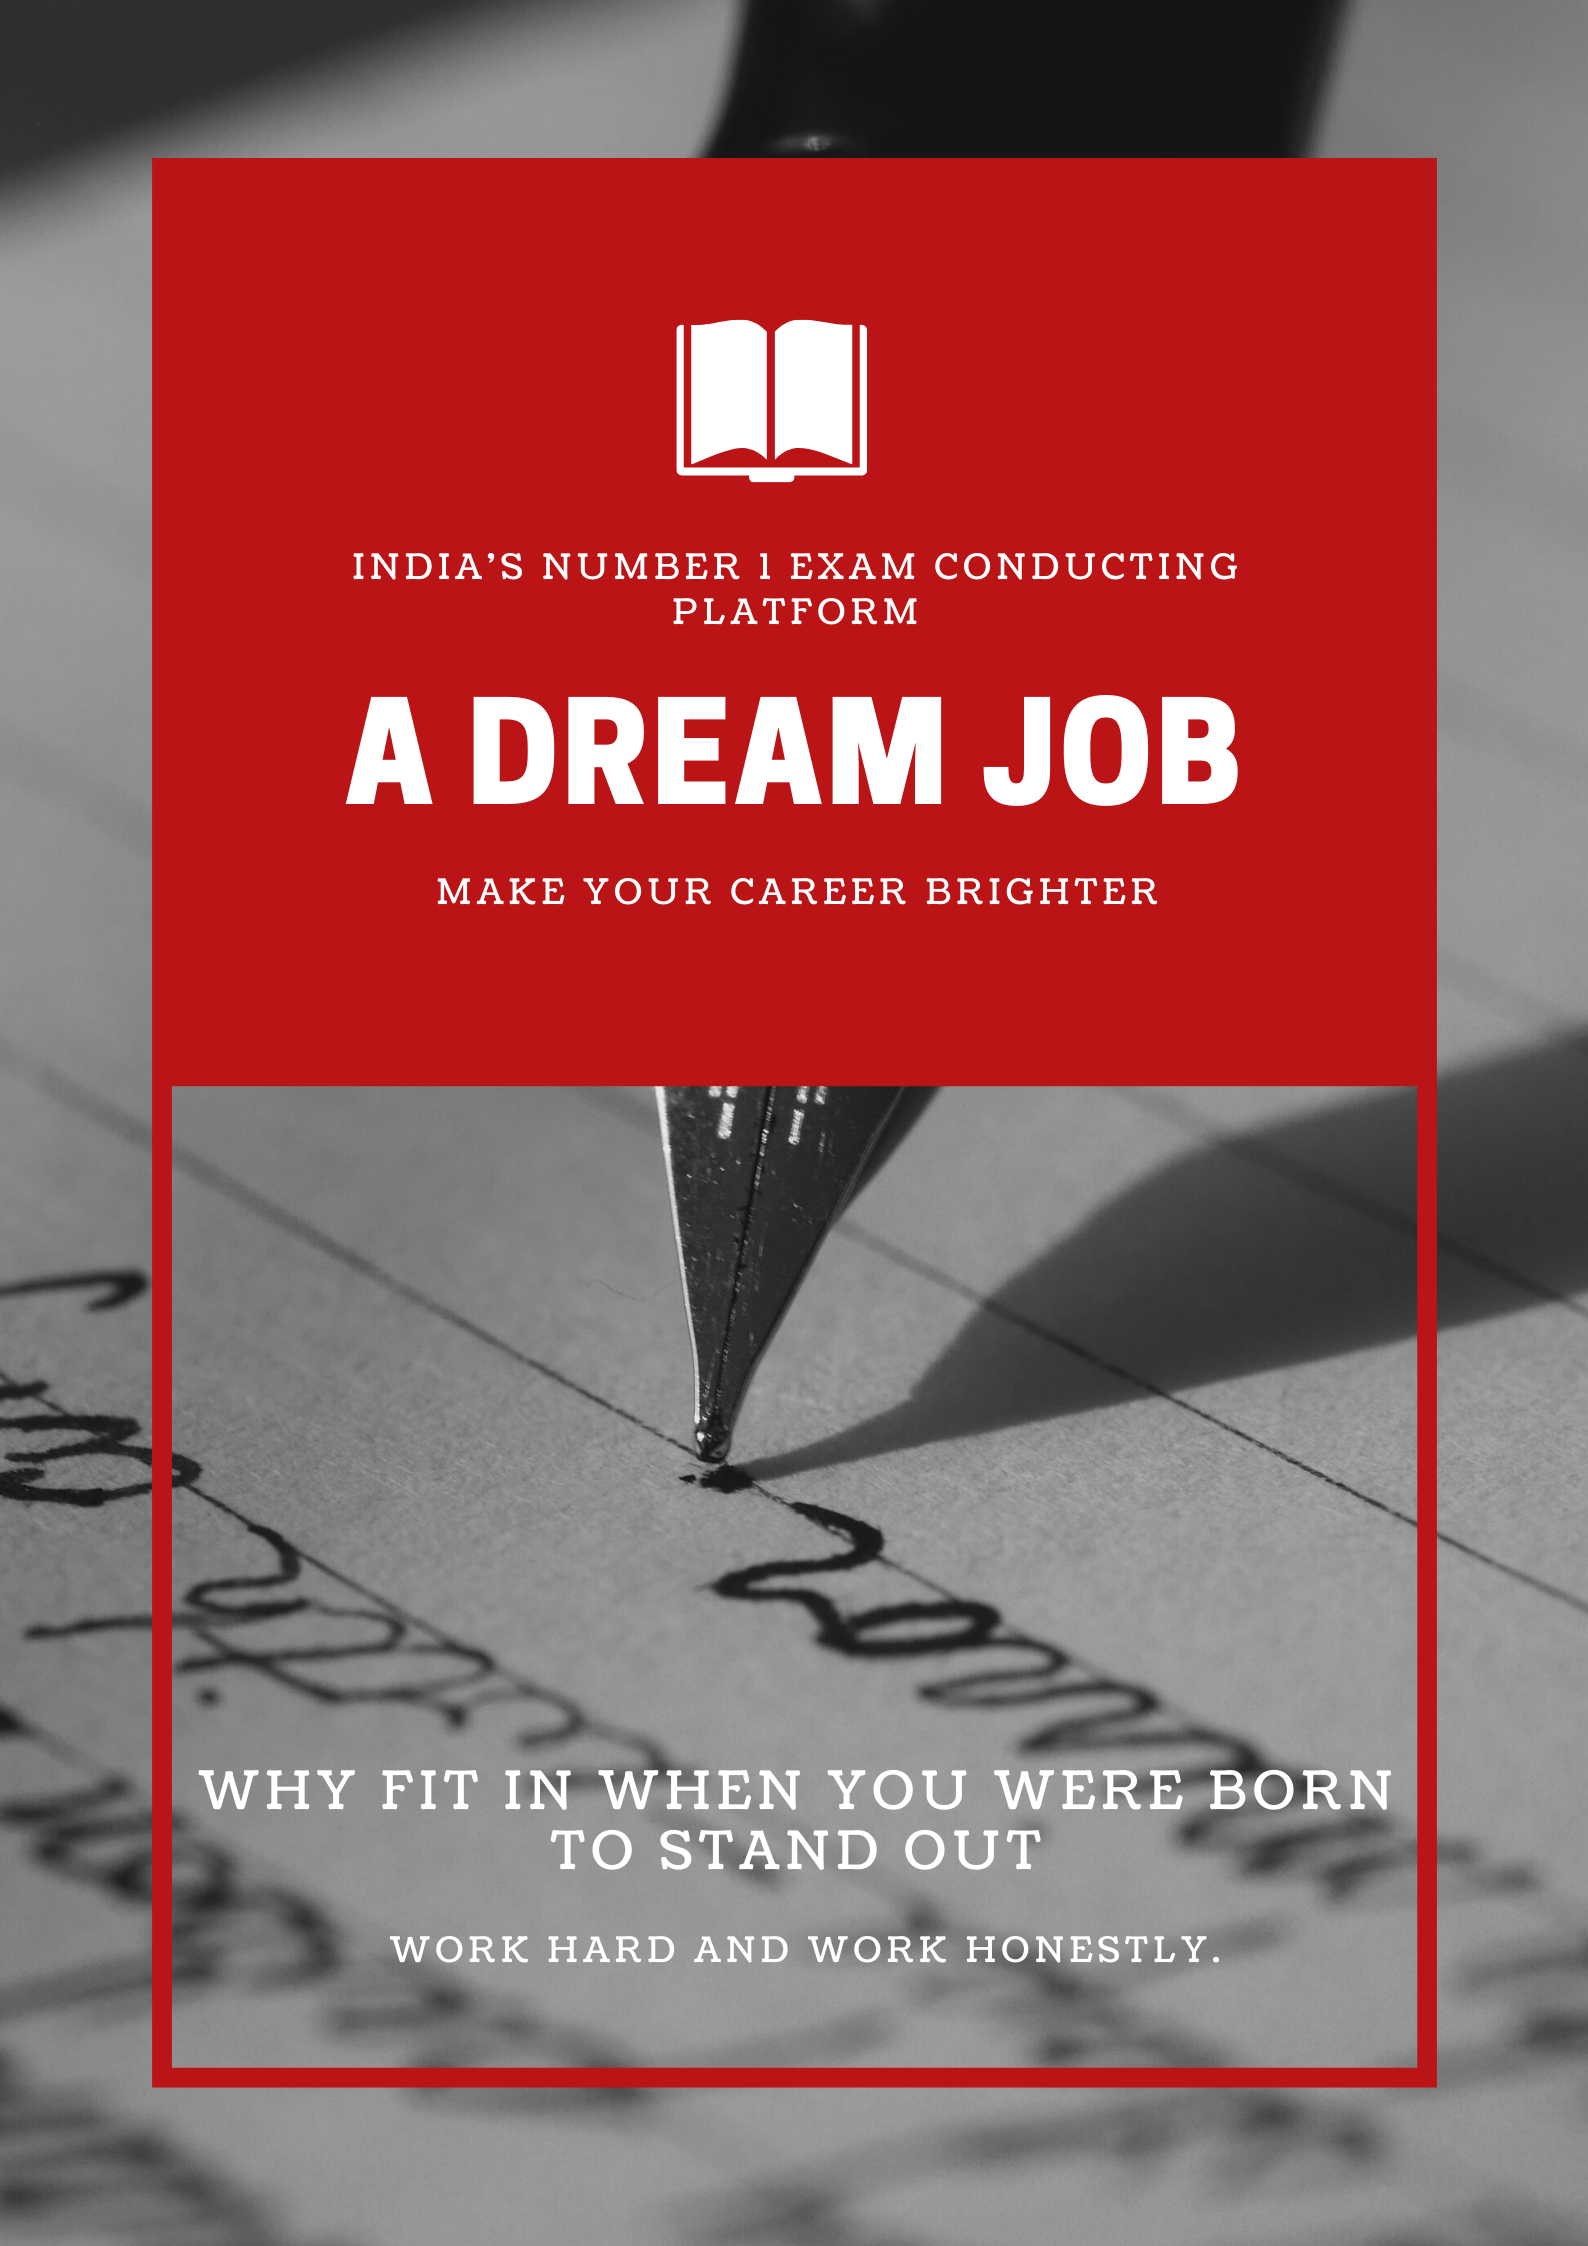 INDIA'S NUMBER 1 EXAM CONDUCTING
PLATFORM
A DREAM JOB
MAKE YOUR CAREER BRIGHTER
WHY FIT IN WHEN YOU WERE BORN
TO STAND OUT
WORK HARD AND WORK HONESTLY.